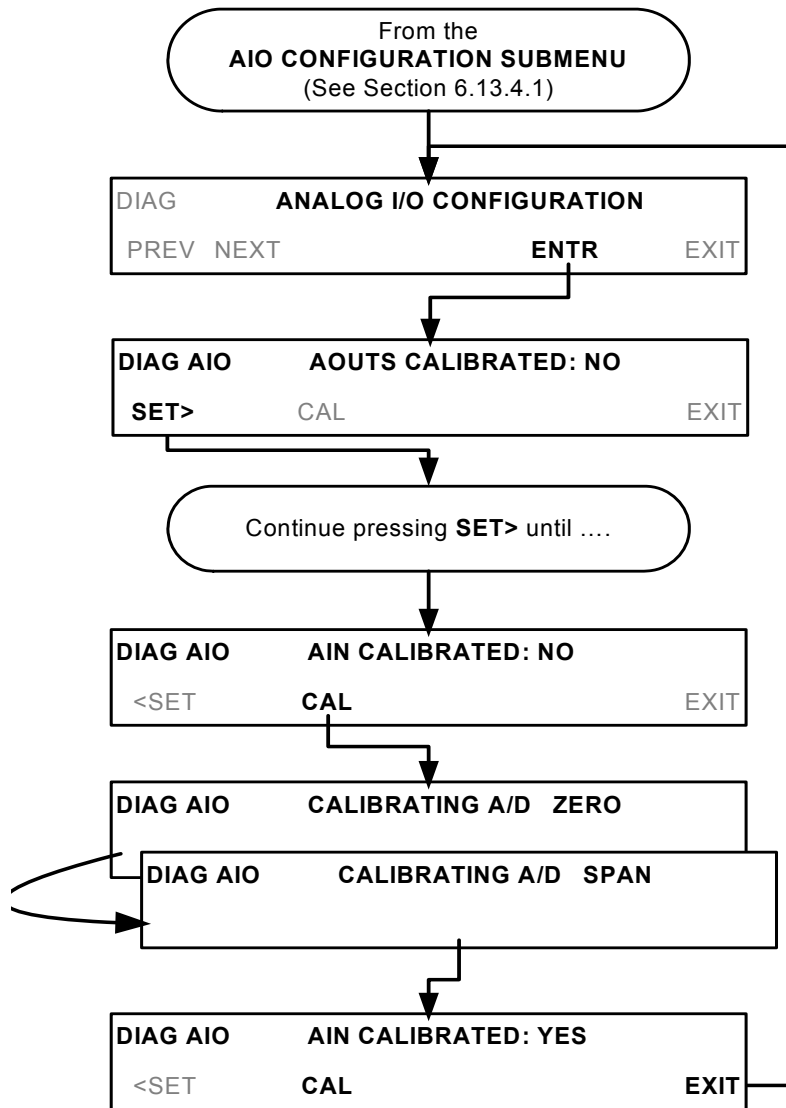 From the
AIO CONFIGURATION SUBMENU
(See Section 6.13.4.1)
DIAG ANALOG I/O CONFIGURATION
PREV NEXT ENTR EXIT
DIAG AIO AOUTS CALIBRATED: NO
SET> CAL EXIT
Continue pressing SET> until ….
DIAG AIO AIN CALIBRATED: NO
<SET CAL EXIT
DIAG AIO CALIBRATING A/D ZERO
DIAG AIO CALIBRATING A/D SPAN
DIAG AIO AIN CALIBRATED: YES
<SET CAL EXIT